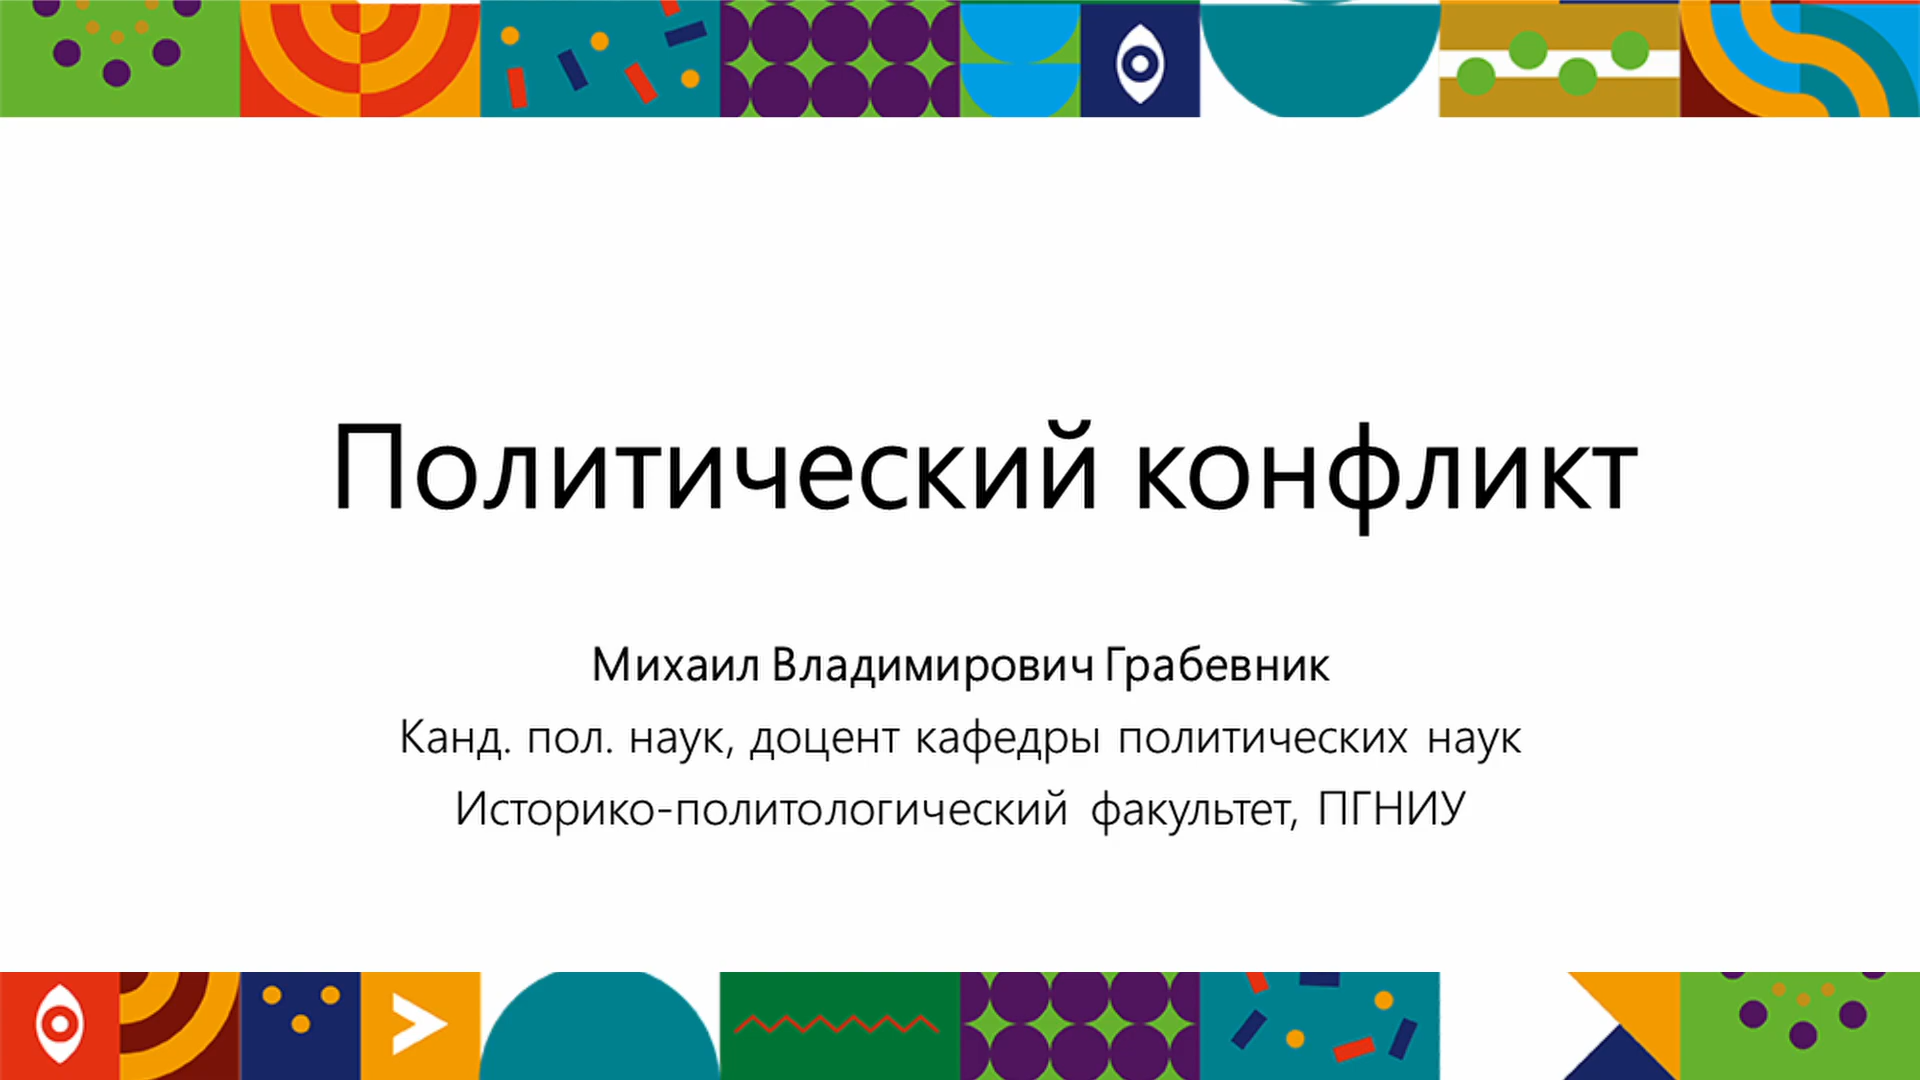 Политический конфликт
Михаил Владимирович Грабевник
Канд. пол. наук, доцент кафедры политических наук
Историко-политологический факультет, ПГНИУ